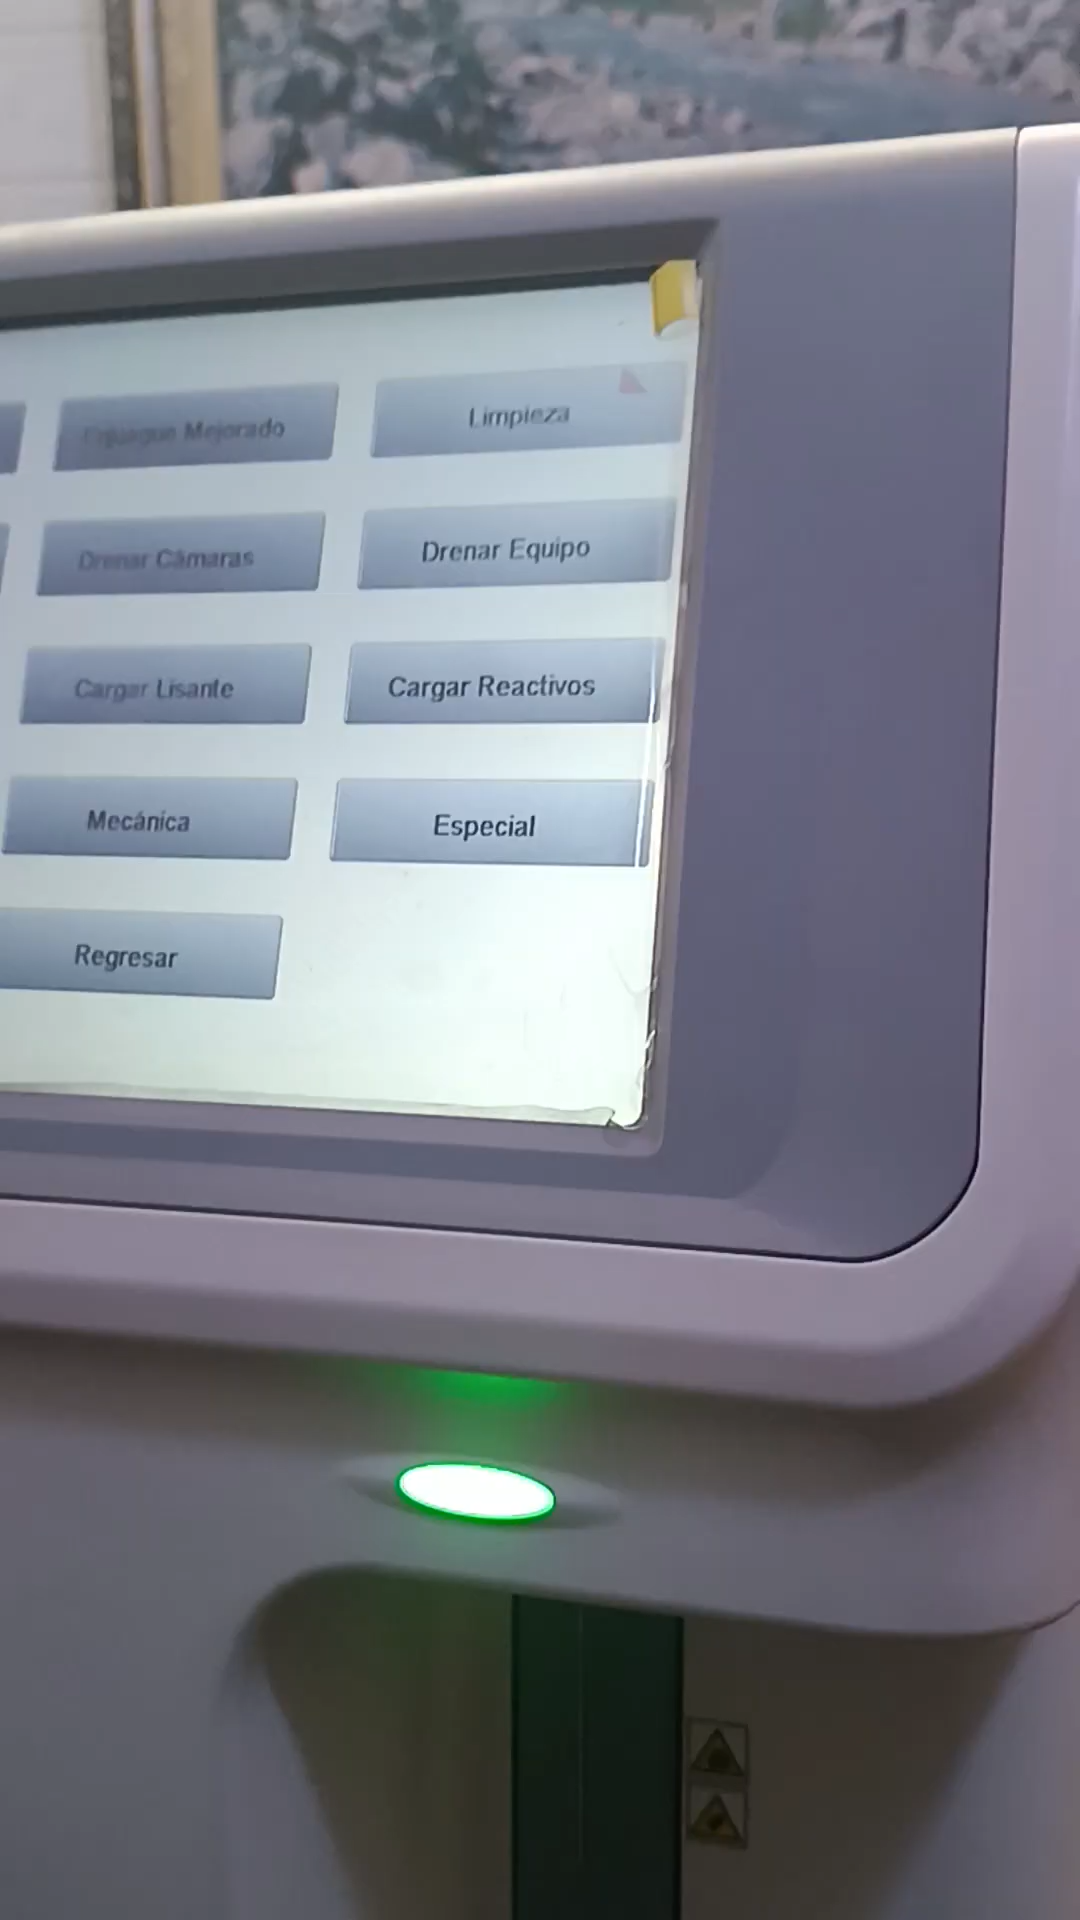 Enjuague Mejorado
Limpieza
Drenar Cámaras
Drenar Equipo
Cargar Lisante
Cargar Reactivos
Mecánica
Especial
Regresar